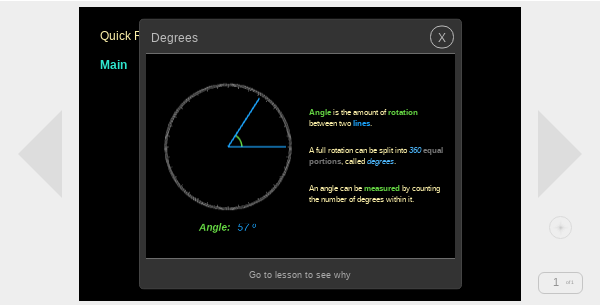 Quick F
Degrees
X
Main
Angle is the amount of rotation
between two lines.
A full rotation can be split into 360 equal
portions, called degrees.
An angle can be measured by counting
the number of degrees within it.
Angle: 57 º
Go to lesson to see why
1 of 1